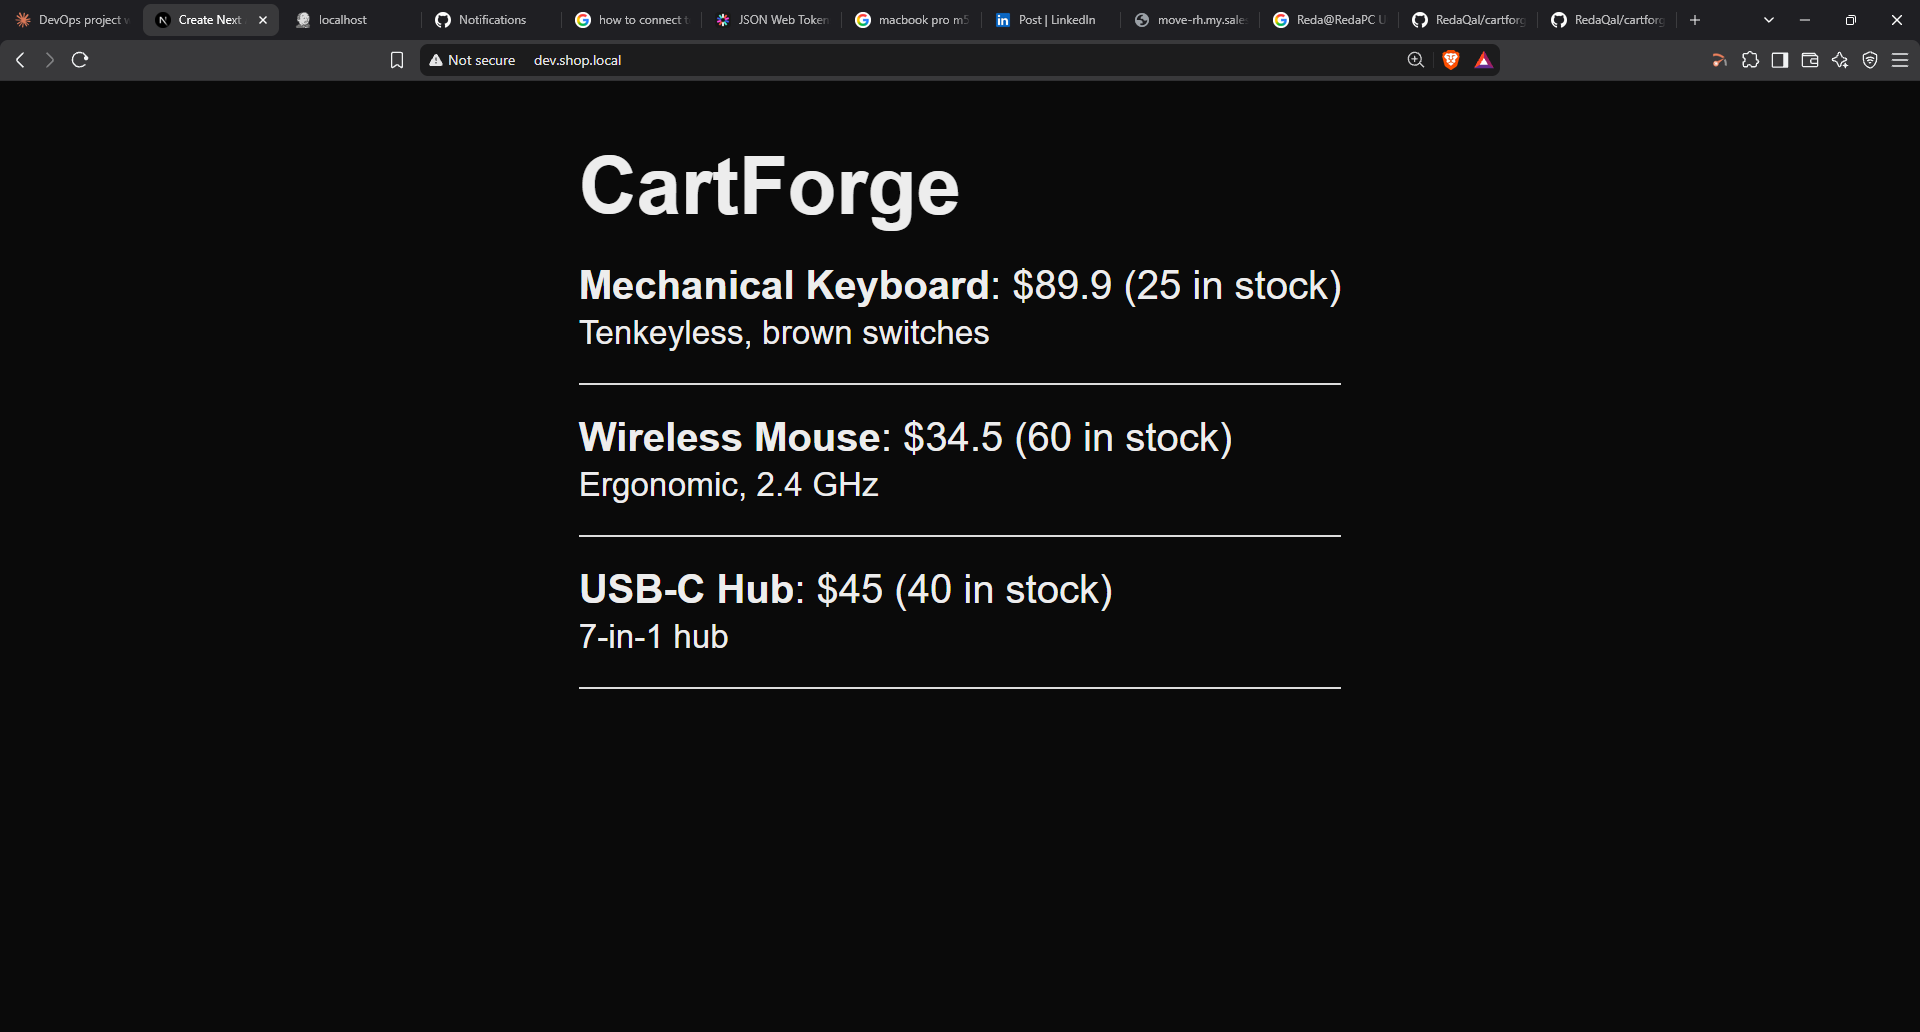 DevOps project w
Create Next
localhost
Notifications
how to connect t
JSON Web Token
macbook pro m5
Post | LinkedIn
move-rh.my.sale
Reda@RedaPC U
RedaQal/cartforg
RedaQal/cartforg
Not secure
dev.shop.local
CartForge
Mechanical Keyboard: $89.9 (25 in stock)
Tenkeyless, brown switches
Wireless Mouse: $34.5 (60 in stock)
Ergonomic, 2.4 GHz
USB-C Hub: $45 (40 in stock)
7-in-1 hub